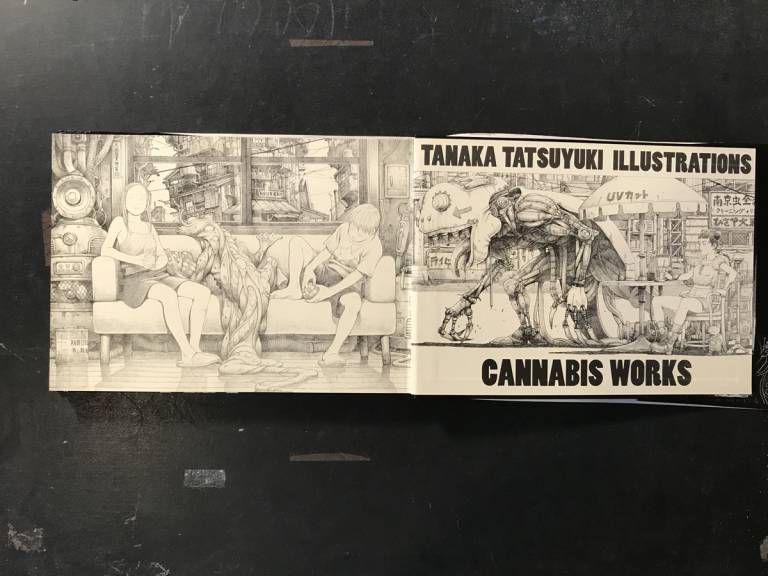 TANAKA TATSUYUKI ILLUSTRATIONS
UVカット
CANNABIS WORKS